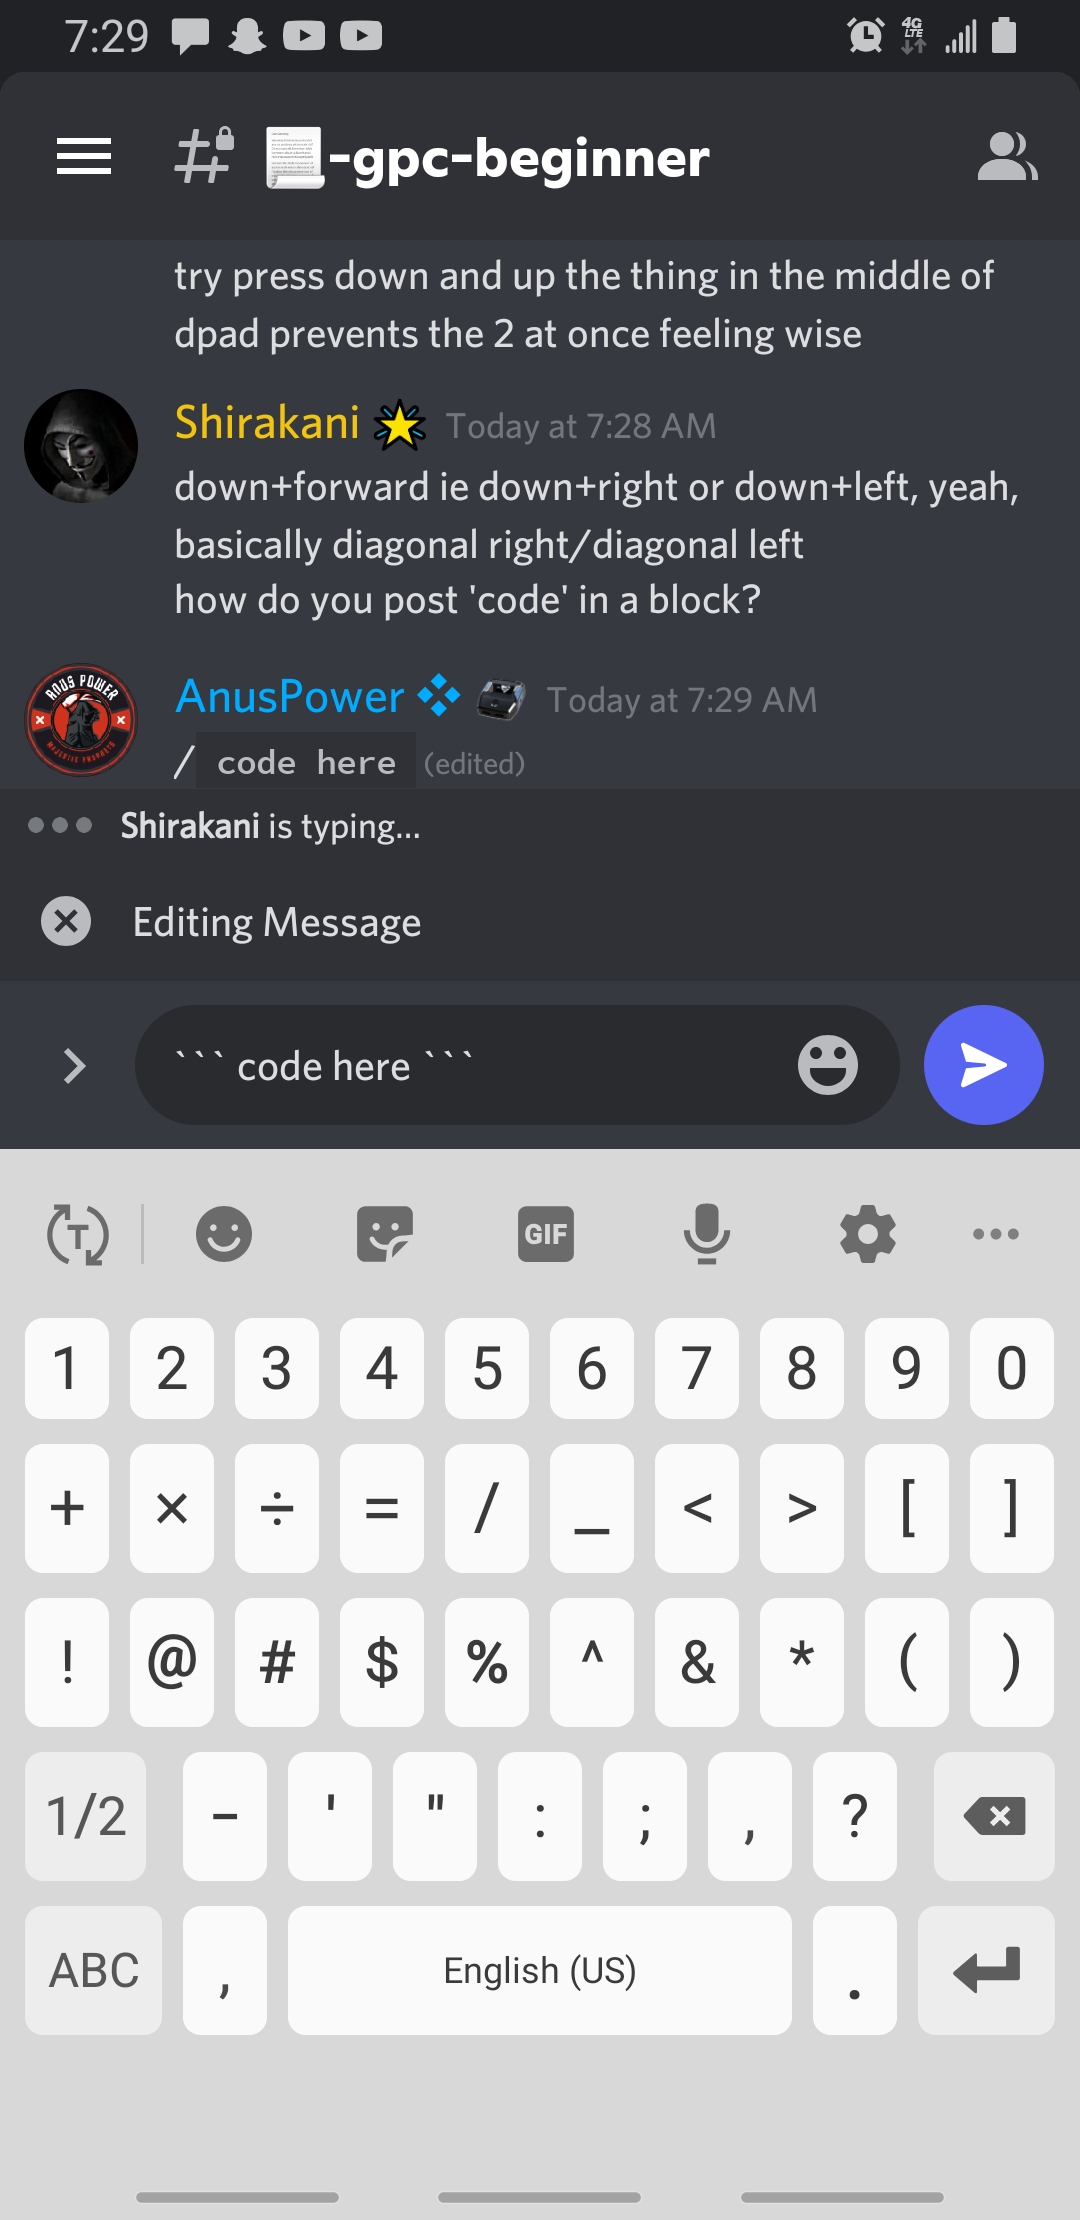 7:29
4G
LTE
-gpc-beginner
try press down and up the thing in the middle of
dpad prevents the 2 at once feeling wise
Shirakani Today at 7:28 AM
down+forward ie down+right or down+left, yeah,
basically diagonal right/diagonal left
how do you post 'code' in a block?
ANUS POWER
AnusPower Today at 7:29 AM
/ code here (edited)
Shirakani is typing...
Editing Message
``` code here ```
T GIF
1 2 3 4 5 6 7 8 9 0
+ × ÷ = / _ < > [ ]
! @ # $ % ^ & * ( )
1/2 - ' " : ; , ?
ABC , English (US) .